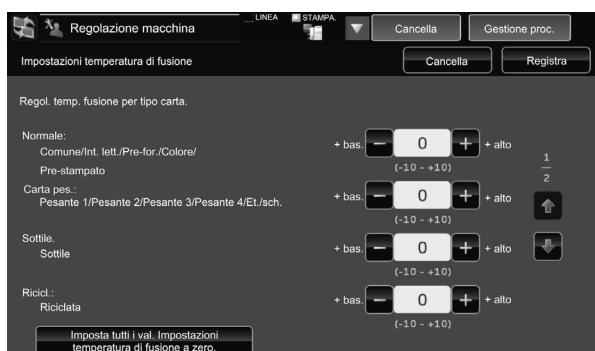 Regolazione macchina
LINEA
STAMPA.
Cancella
Gestione proc.
Impostazioni temperatura di fusione
Cancella
Registra
Regol. temp. fusione per tipo carta.
Normale:
Comune/Int. lett./Pre-for./Colore/
Pre-stampato
+ bas. − 0 + + alto
(-10 - +10)
1
2
Carta pes.:
Pesante 1/Pesante 2/Pesante 3/Pesante 4/Et./sch.
+ bas. − 0 + + alto
(-10 - +10)
Sottile.
Sottile
+ bas. − 0 + + alto
(-10 - +10)
Ricicl.:
Riciclata
+ bas. − 0 + + alto
(-10 - +10)
Imposta tutti i val. Impostazioni
temperatura di fusione a zero.